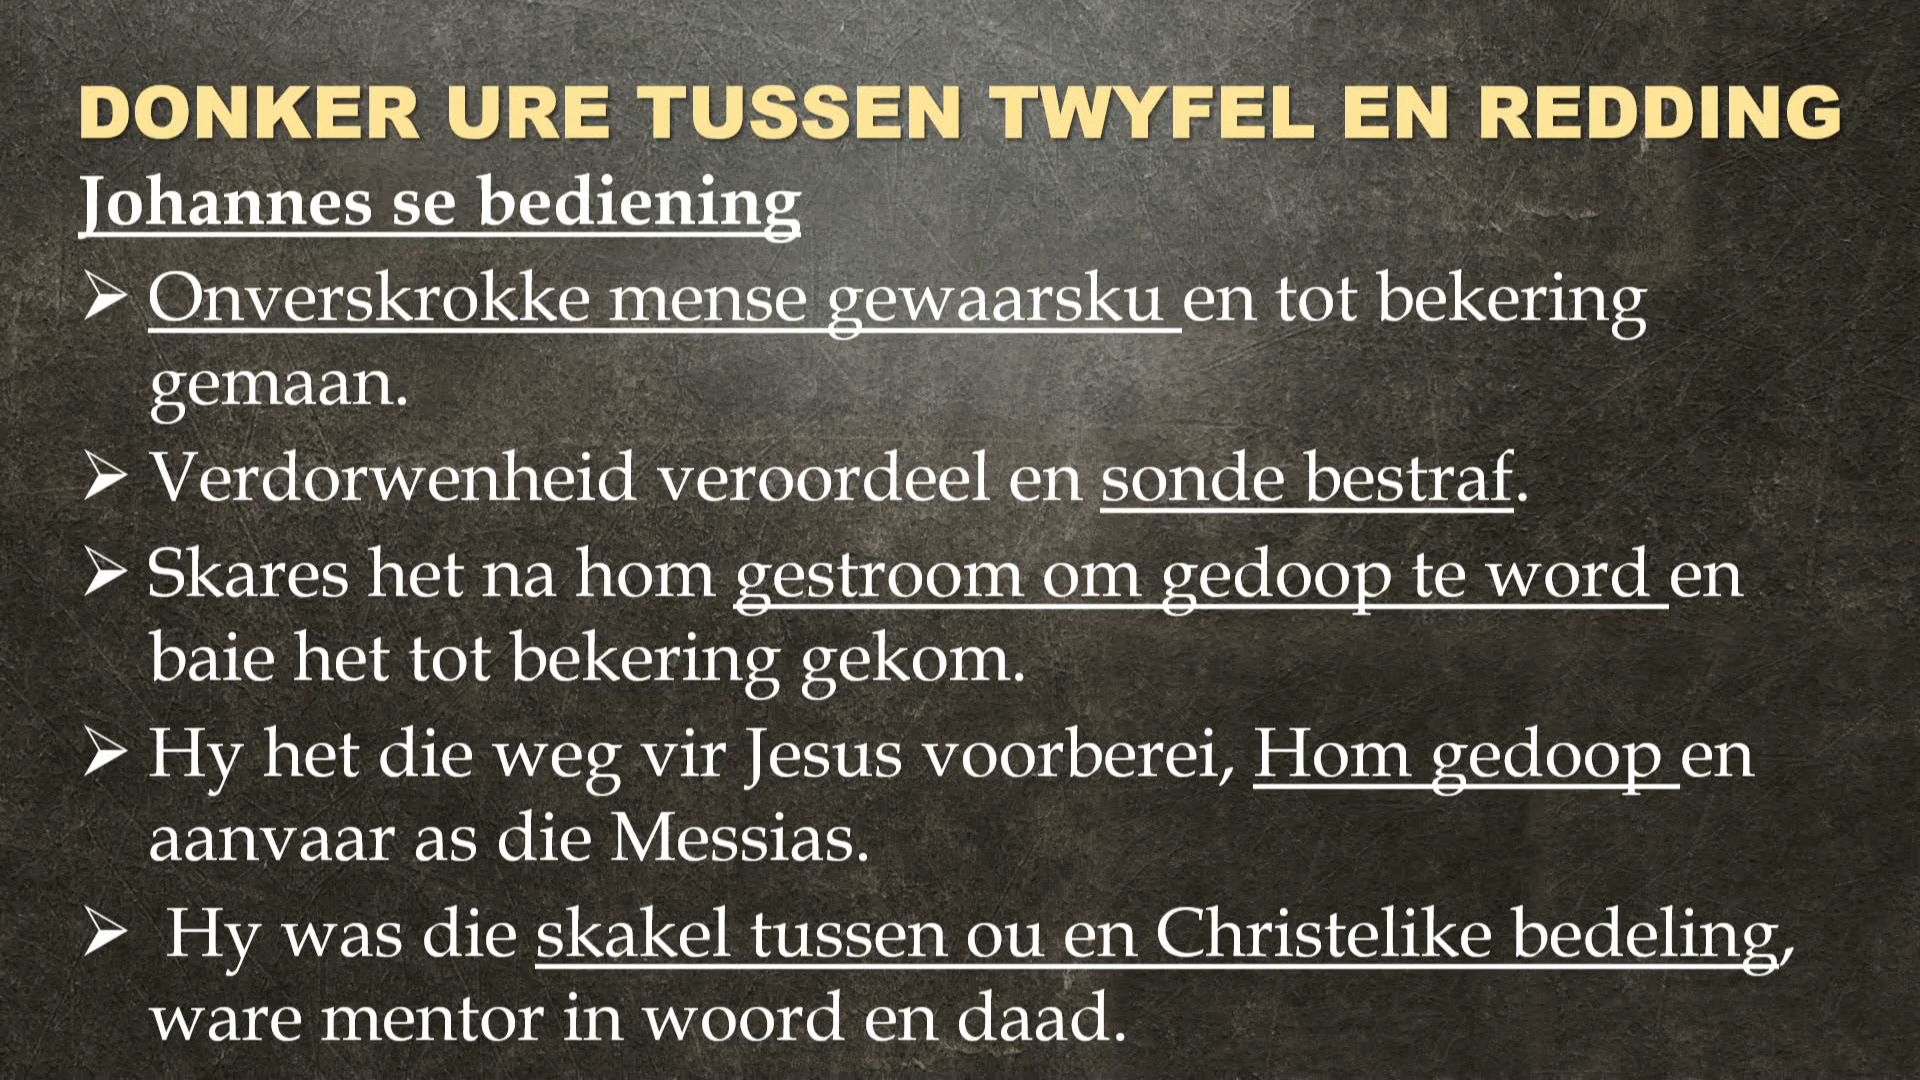 DONKER URE TUSSEN TWYFEL EN REDDING
Johannes se bediening
➢ Onverskrokke mense gewaarsku en tot bekering
gemaan.
➢ Verdorwenheid veroordeel en sonde bestraf.
➢ Skares het na hom gestroom om gedoop te word en
baie het tot bekering gekom.
➢ Hy het die weg vir Jesus voorberei, Hom gedoop en
aanvaar as die Messias.
➢ Hy was die skakel tussen ou en Christelike bedeling,
ware mentor in woord en daad.